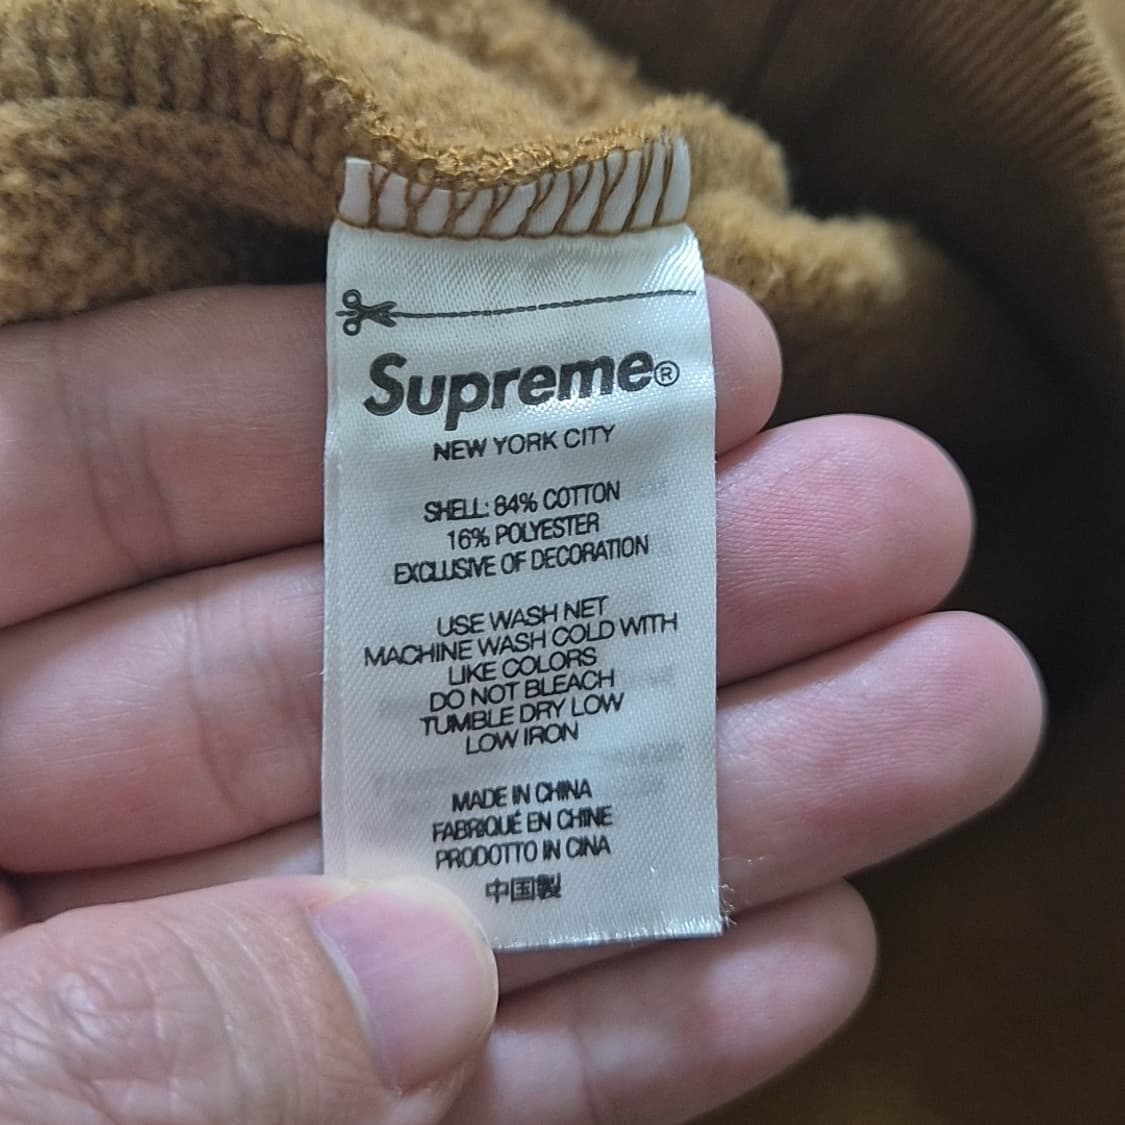 Supreme®
NEW YORK CITY
SHELL: 84% COTTON
16% POLYESTER
EXCLUSIVE OF DECORATION
USE WASH NET
MACHINE WASH COLD WITH
LIKE COLORS
DO NOT BLEACH
TUMBLE DRY LOW
LOW IRON
MADE IN CHINA
FABRIQUÉ EN CHINE
PRODOTTO IN CINA
中国製